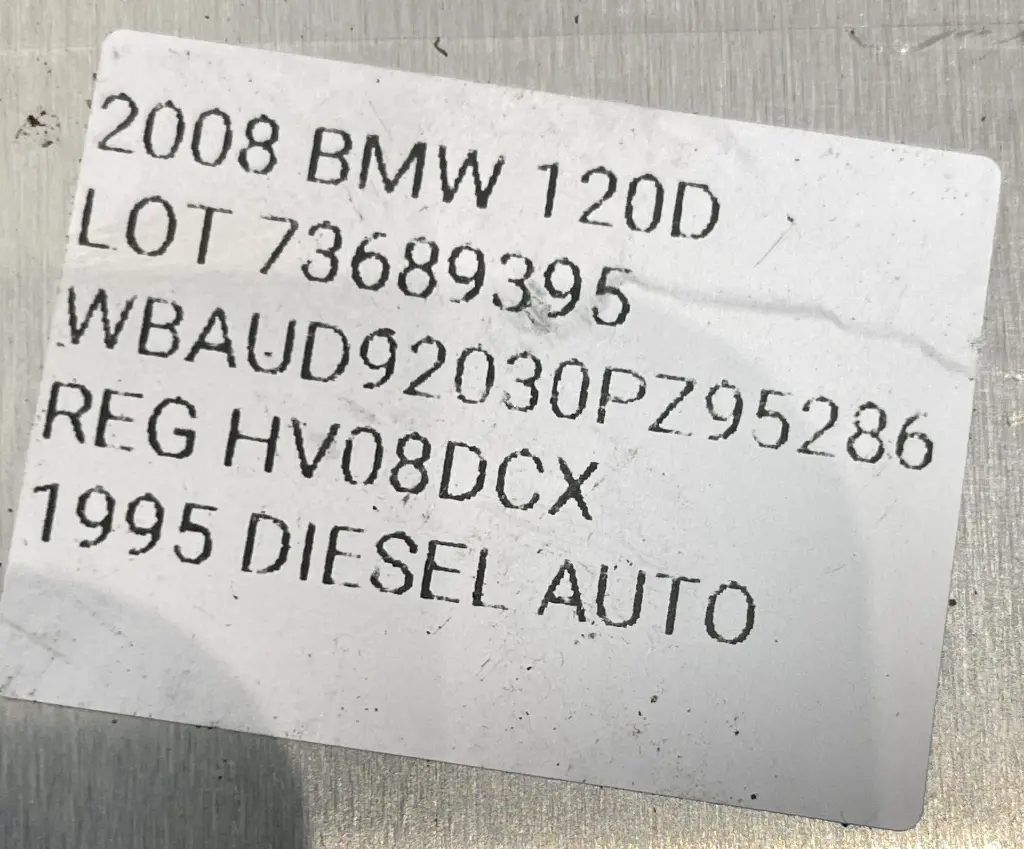 2008 BMW 120D
LOT 73689395
WBAUD92030PZ95286
REG HV08DCX
1995 DIESEL AUTO